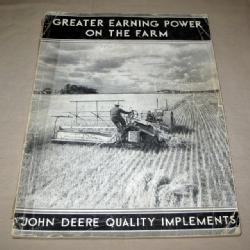 GREATER EARNING POWER
ON THE FARM
JOHN DEERE QUALITY IMPLEMENTS